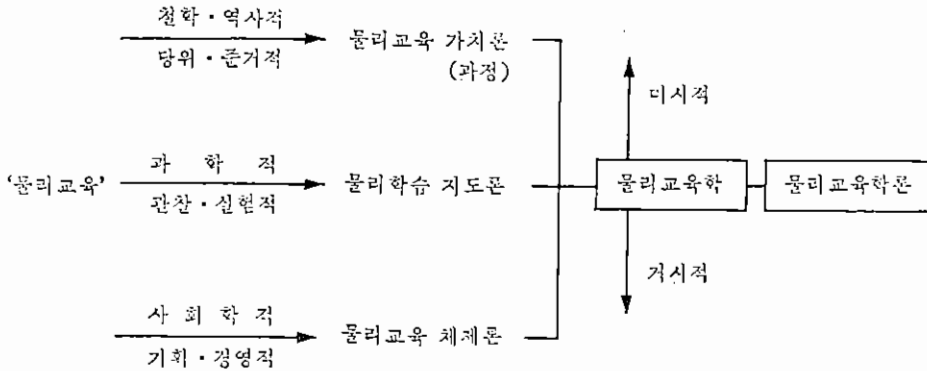 철학・역사적
당위・준거적
물리교육 가치론
(과정)
미시적
'물리교육'
과 학 적
관찰・실험적
물리학습 지도론
물리교육학
물리교육학론
거시적
사 회 학 적
기획・경영적
물리교육 체제론